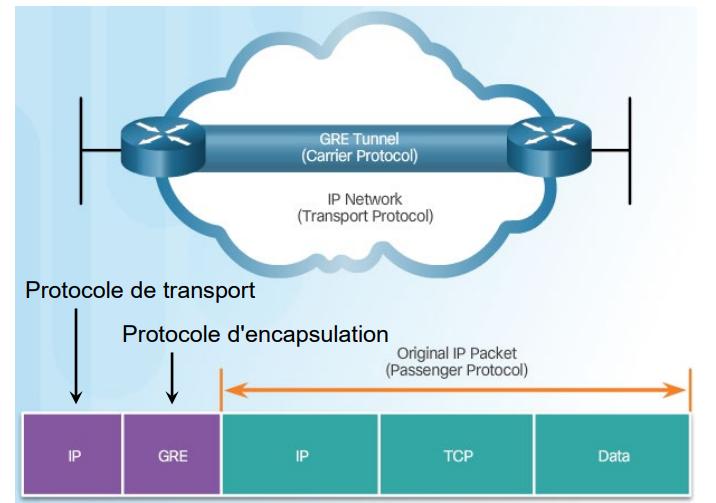 GRE Tunnel
(Carrier Protocol)
IP Network
(Transport Protocol)
Protocole de transport
Protocole d'encapsulation
Original IP Packet
(Passenger Protocol)
IP GRE IP TCP Data